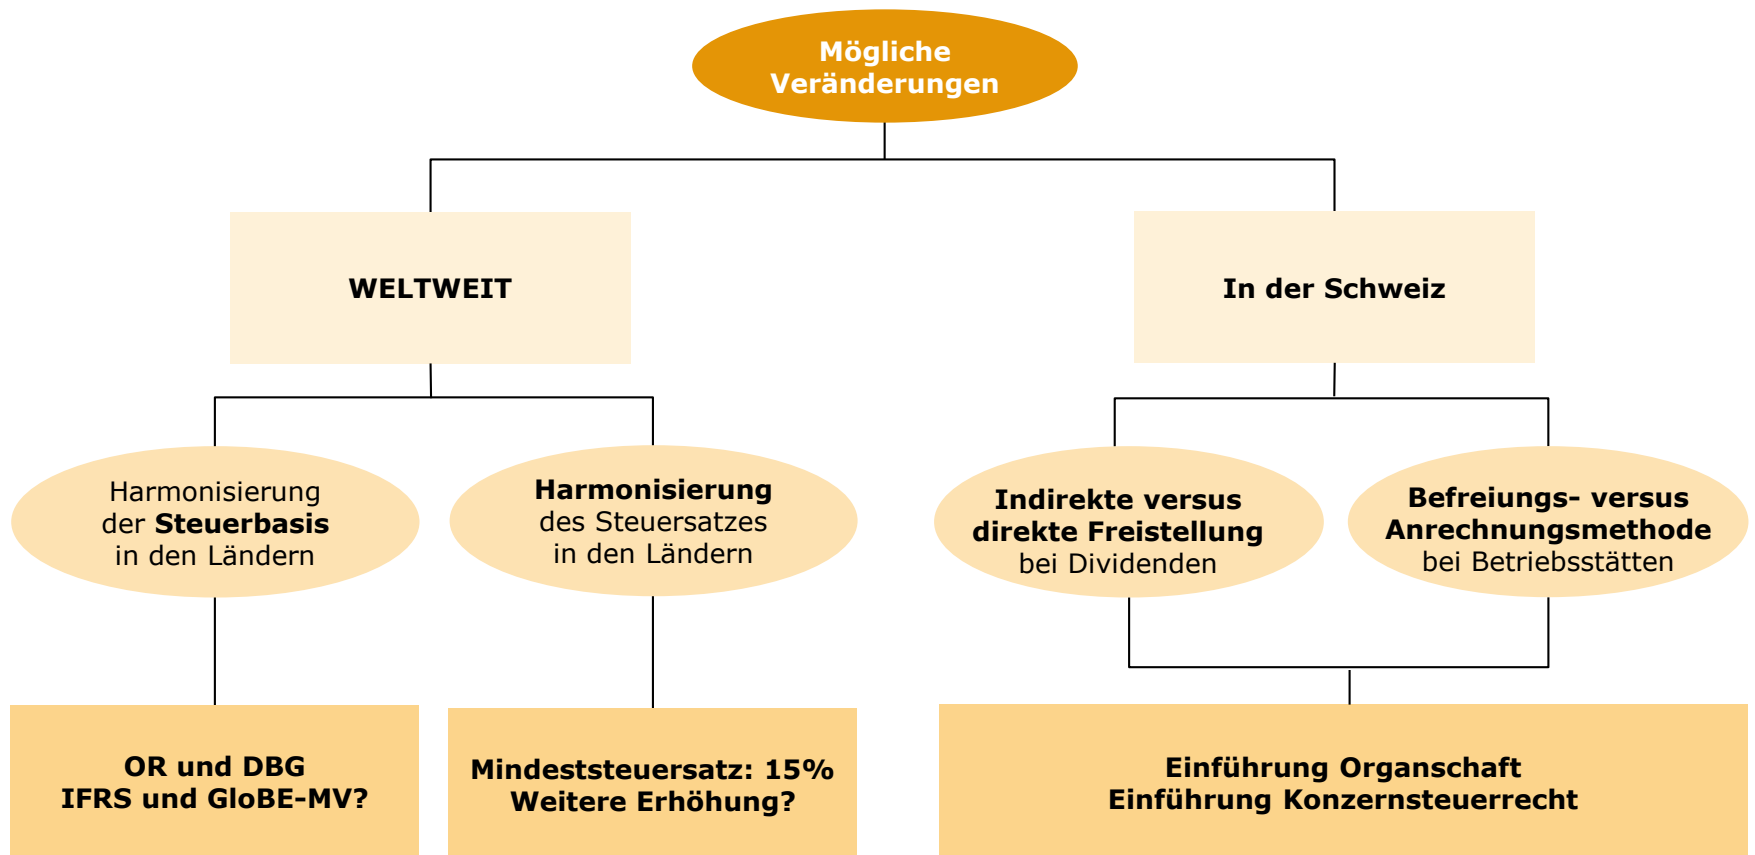 Mögliche
Veränderungen
WELTWEIT
In der Schweiz
Harmonisierung
der Steuerbasis
in den Ländern
Harmonisierung
des Steuersatzes
in den Ländern
Indirekte versus
direkte Freistellung
bei Dividenden
Befreiungs- versus
Anrechnungsmethode
bei Betriebsstätten
OR und DBG
IFRS und GloBE-MV?
Mindeststeuersatz: 15%
Weitere Erhöhung?
Einführung Organschaft
Einführung Konzernsteuerrecht